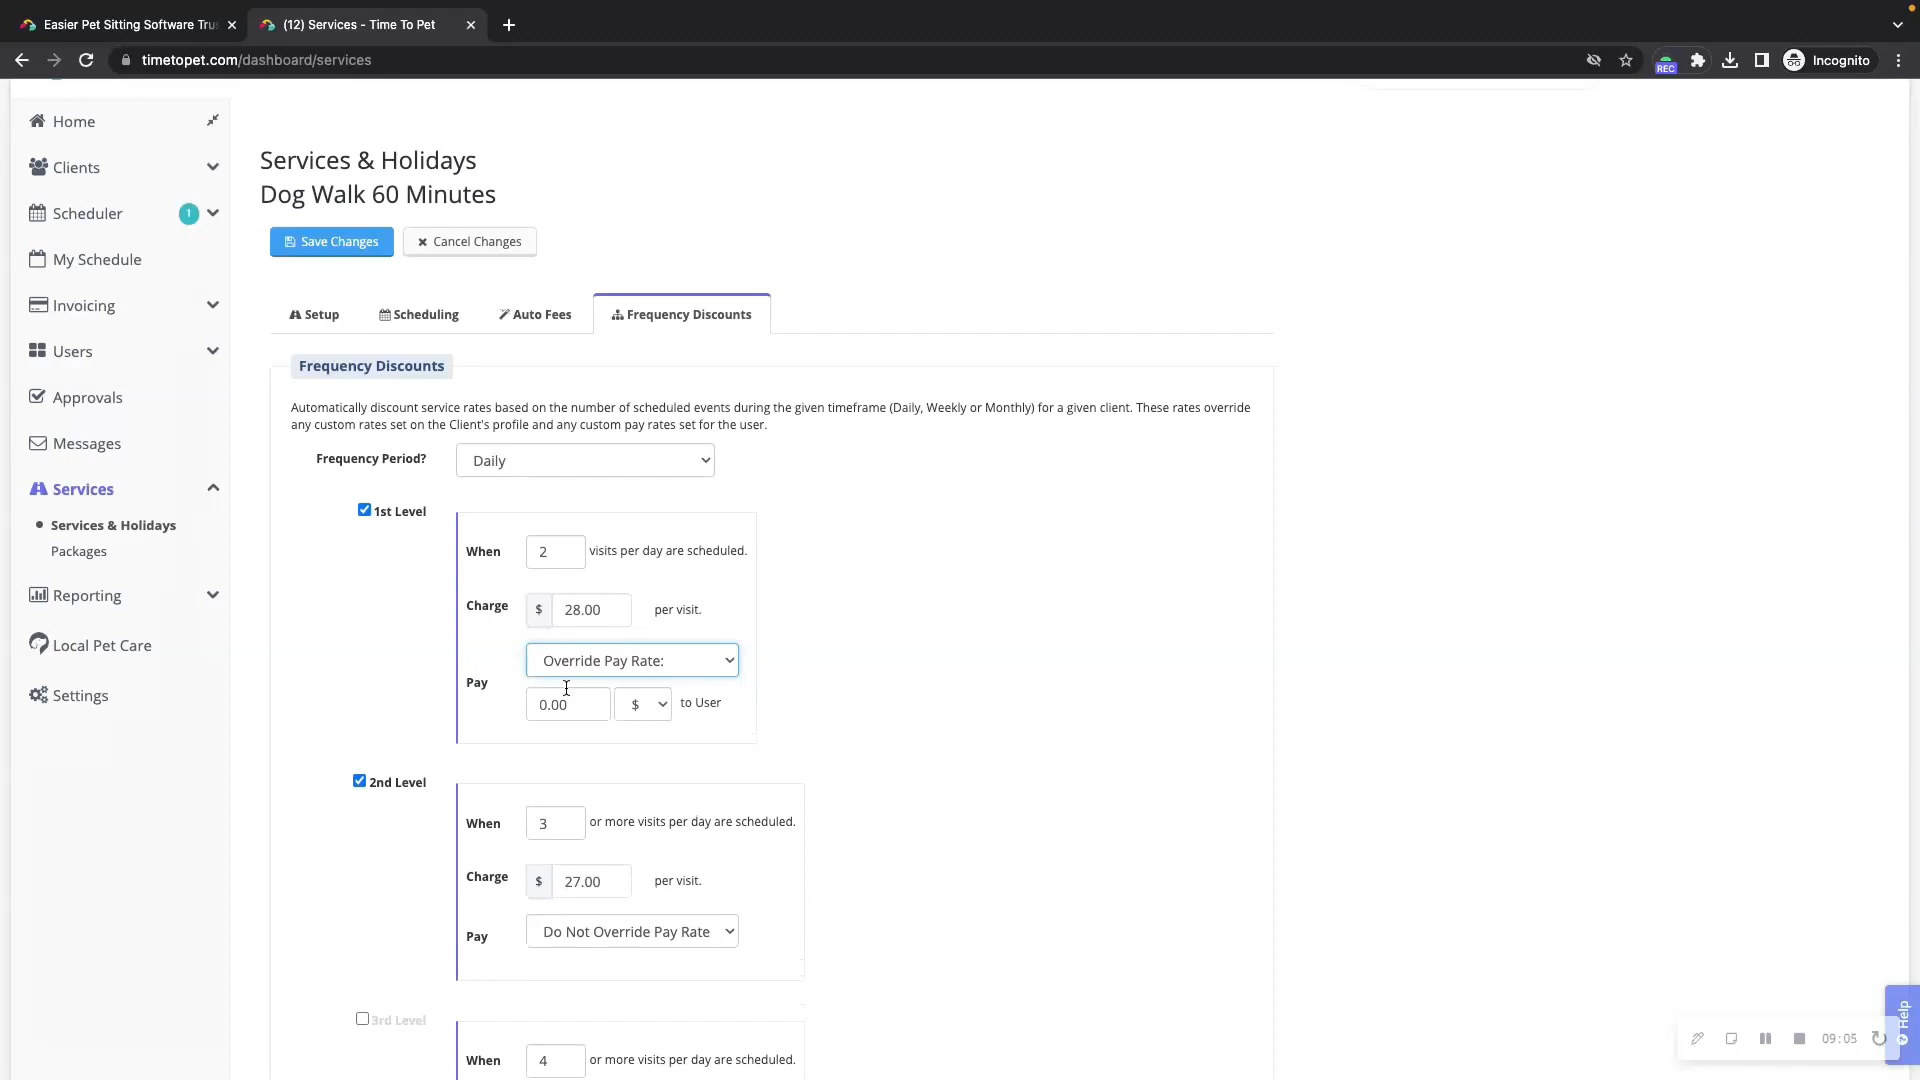 Easier Pet Sitting Software Tru
(12) Services - Time To Pet
timetopet.com/dashboard/services
REC
Incognito
Home
Clients
Scheduler 1
My Schedule
Invoicing
Users
Approvals
Messages
Services
Services & Holidays
Packages
Reporting
Local Pet Care
Settings
Services & Holidays
Dog Walk 60 Minutes
Save Changes
Cancel Changes
Setup
Scheduling
Auto Fees
Frequency Discounts
Frequency Discounts
Automatically discount service rates based on the number of scheduled events during the given timeframe (Daily, Weekly or Monthly) for a given client. These rates override
any custom rates set on the Client's profile and any custom pay rates set for the user.
Frequency Period? Daily
1st Level
When 2 visits per day are scheduled.
Charge $ 28.00 per visit.
Override Pay Rate:
Pay
0.00 $ to User
2nd Level
When 3 or more visits per day are scheduled.
Charge $ 27.00 per visit.
Pay Do Not Override Pay Rate
3rd Level
When 4 or more visits per day are scheduled.
Help
09:05